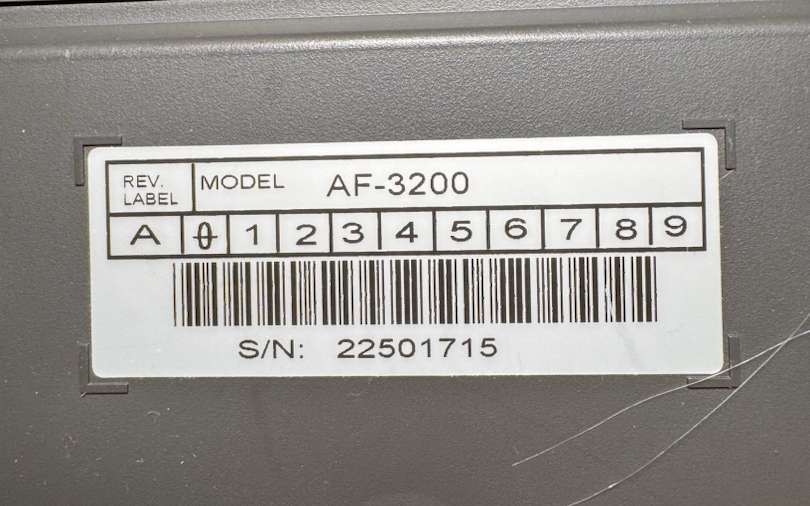 REV. LABEL MODEL AF-3200
A 0 1 2 3 4 5 6 7 8 9
S/N: 22501715